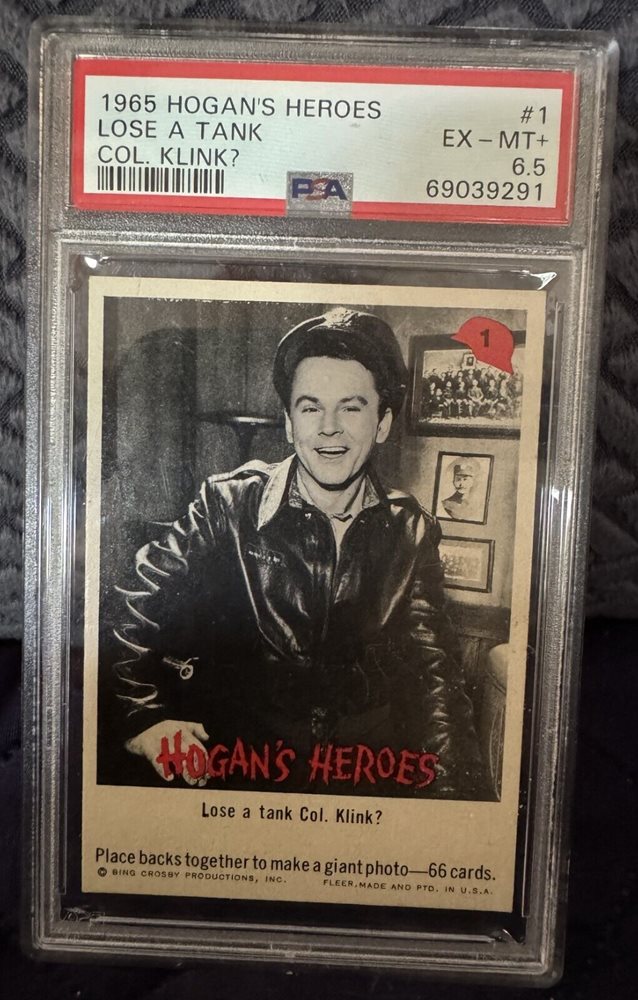 1965 HOGAN'S HEROES #1
LOSE A TANK EX - MT+
COL. KLINK? 6.5
PSA 69039291
1
HOGAN'S HEROES
Lose a tank Col. Klink?
Place backs together to make a giant photo—66 cards.
© BING CROSBY PRODUCTIONS, INC. FLEER, MADE AND PTD. IN U.S.A.